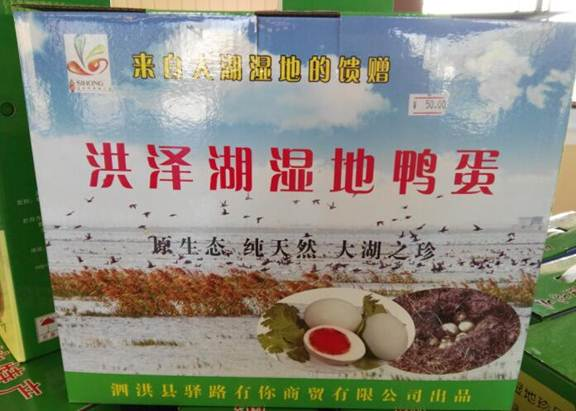 来自大湖湿地的馈赠
SIHONG
¥ 50.00
洪泽湖湿地鸭蛋
原生态 纯天然 大湖之珍
泗洪县驿路有你商贸有限公司出品